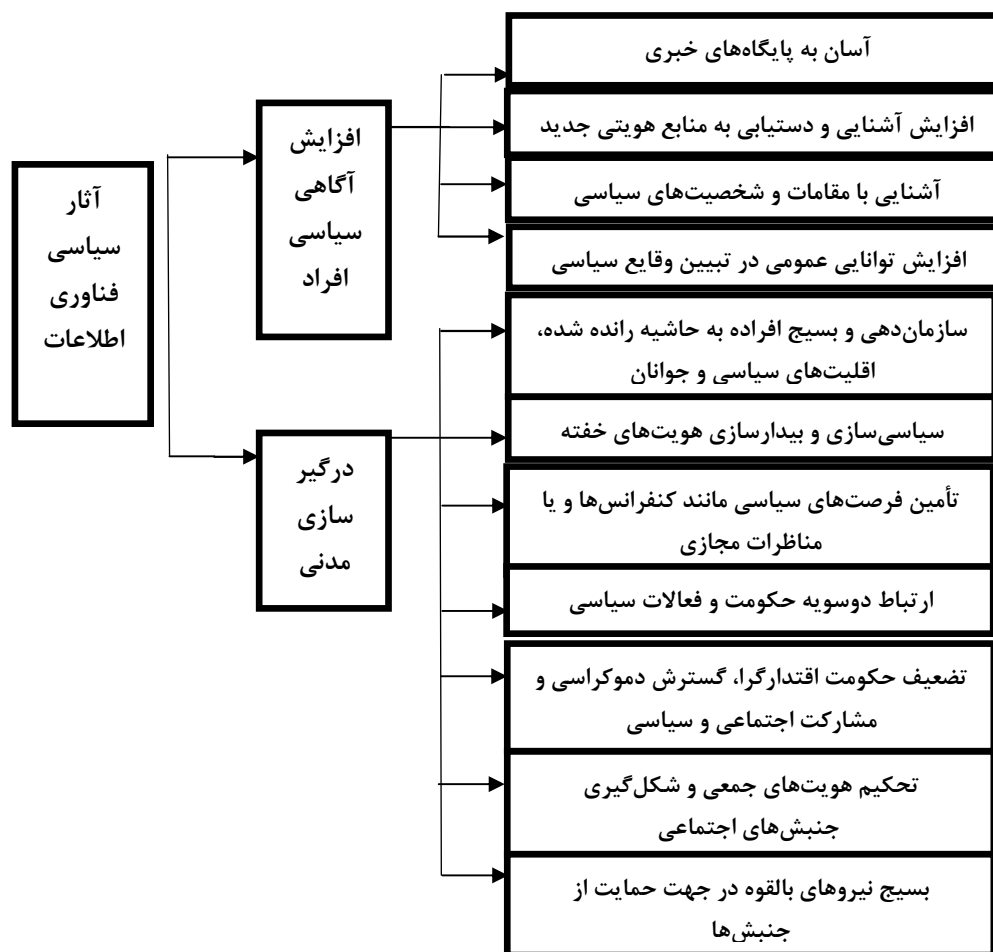 آثار
سیاسی
فناوری
اطلاعات
افزایش
آگاهی
سیاسی
افراد
آسان به پایگاه‌های خبری
افزایش آشنایی و دستیابی به منابع هویتی جدید
آشنایی با مقامات و شخصیت‌های سیاسی
افزایش توانایی عمومی در تبیین وقایع سیاسی
درگیر
سازی
مدنی
سازمان‌دهی و بسیج افراده به حاشیه رانده شده،
اقلیت‌های سیاسی و جوانان
سیاسی‌سازی و بیدارسازی هویت‌های خفته
تأمین فرصت‌های سیاسی مانند کنفرانس‌ها و یا
مناظرات مجازی
ارتباط دوسویه حکومت و فعالات سیاسی
تضعیف حکومت اقتدارگرا، گسترش دموکراسی و
مشارکت اجتماعی و سیاسی
تحکیم هویت‌های جمعی و شکل‌گیری
جنبش‌های اجتماعی
بسیج نیروهای بالقوه در جهت حمایت از
جنبش‌ها